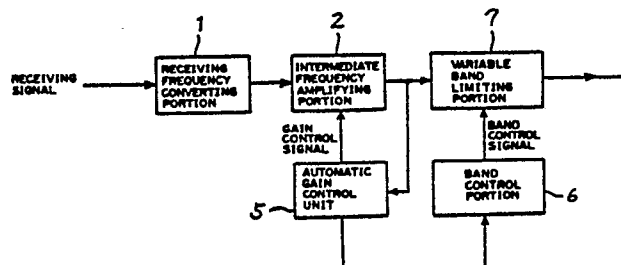 1
2
7
RECEIVING
SIGNAL
RECEIVING
FREQUENCY
CONVERTING
PORTION
INTERMEDIATE
FREQUENCY
AMPLIFYING
PORTION
VARIABLE
BAND
LIMITING
PORTION
GAIN
CONTROL
SIGNAL
BAND
CONTROL
SIGNAL
AUTOMATIC
GAIN
CONTROL
UNIT
5
BAND
CONTROL
PORTION
6